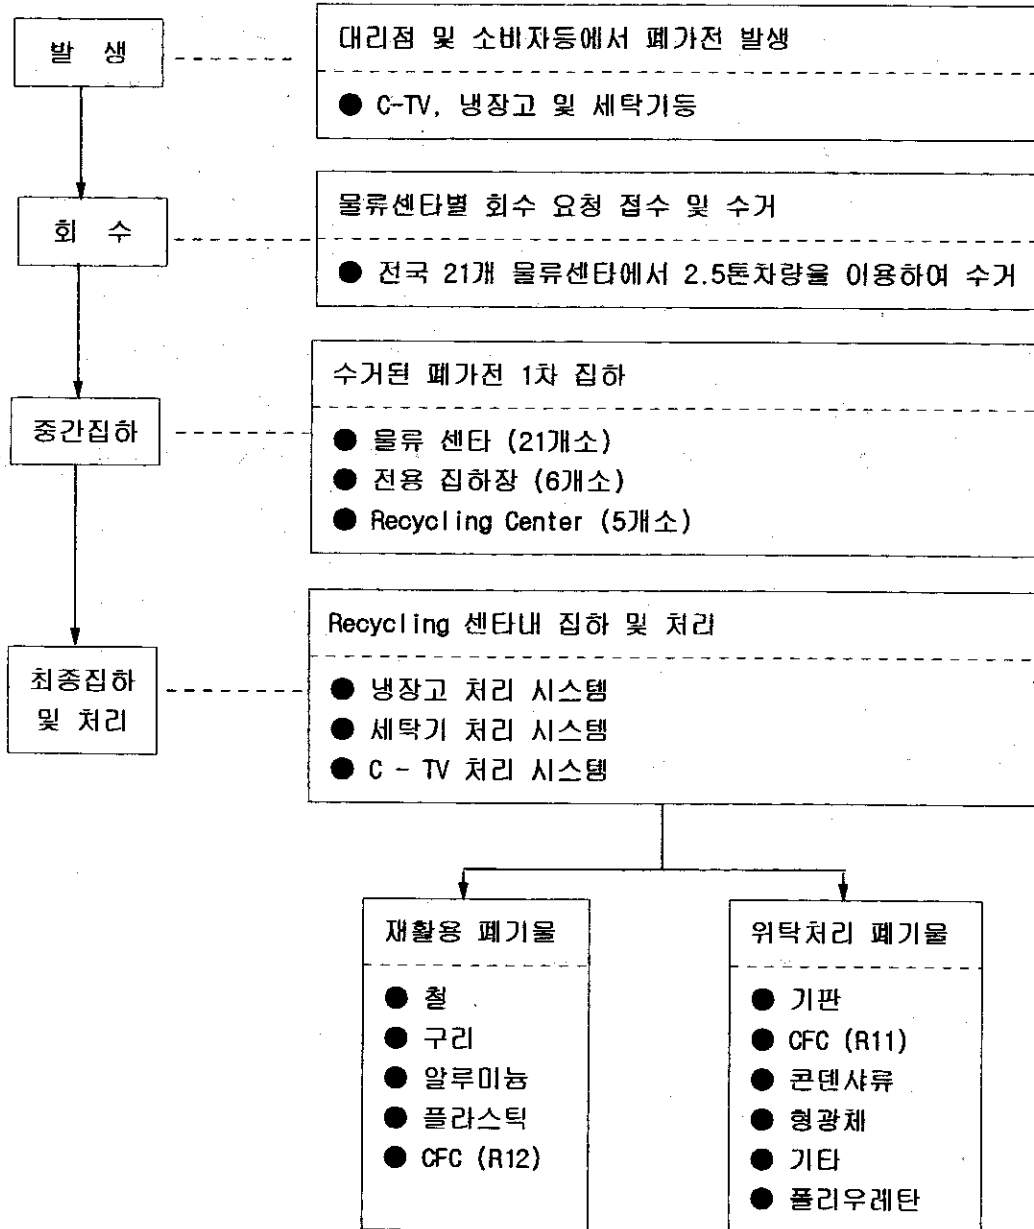 발 생
대리점 및 소비자등에서 폐가전 발생
● C-TV, 냉장고 및 세탁기등
회 수
물류센타별 회수 요청 접수 및 수거
● 전국 21개 물류센타에서 2.5톤차량을 이용하여 수거
중간집하
수거된 폐가전 1차 집하
● 물류 센타 (21개소)
● 전용 집하장 (6개소)
● Recycling Center (5개소)
최종집하
및 처리
Recycling 센타내 집하 및 처리
● 냉장고 처리 시스템
● 세탁기 처리 시스템
● C - TV 처리 시스템
재활용 폐기물
● 철
● 구리
● 알루미늄
● 플라스틱
● CFC (R12)
위탁처리 폐기물
● 기판
● CFC (R11)
● 콘덴샤류
● 형광체
● 기타
● 폴리우레탄